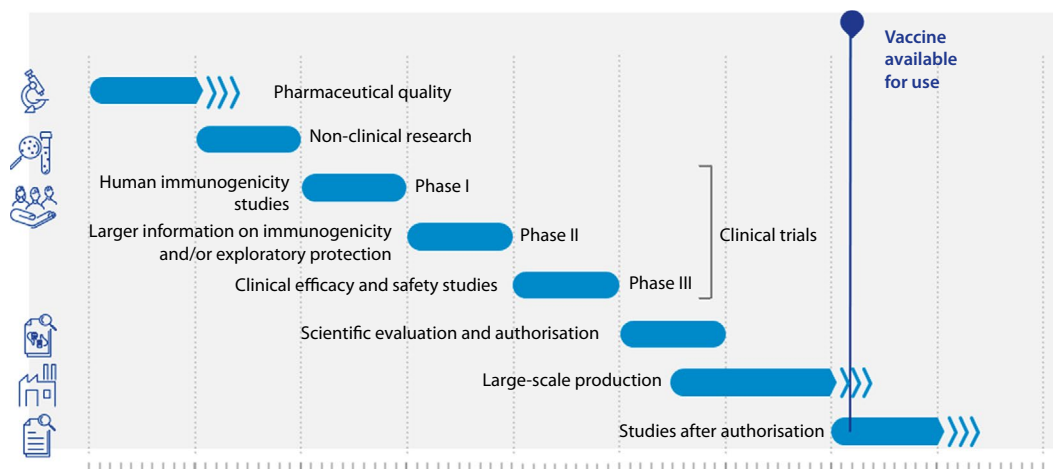 Vaccine
available
for use
Pharmaceutical quality
Non-clinical research
Human immunogenicity
studies
Phase I
Larger information on immunogenicity
and/or exploratory protection
Phase II
Clinical trials
Clinical efficacy and safety studies
Phase III
Scientific evaluation and authorisation
Large-scale production
Studies after authorisation